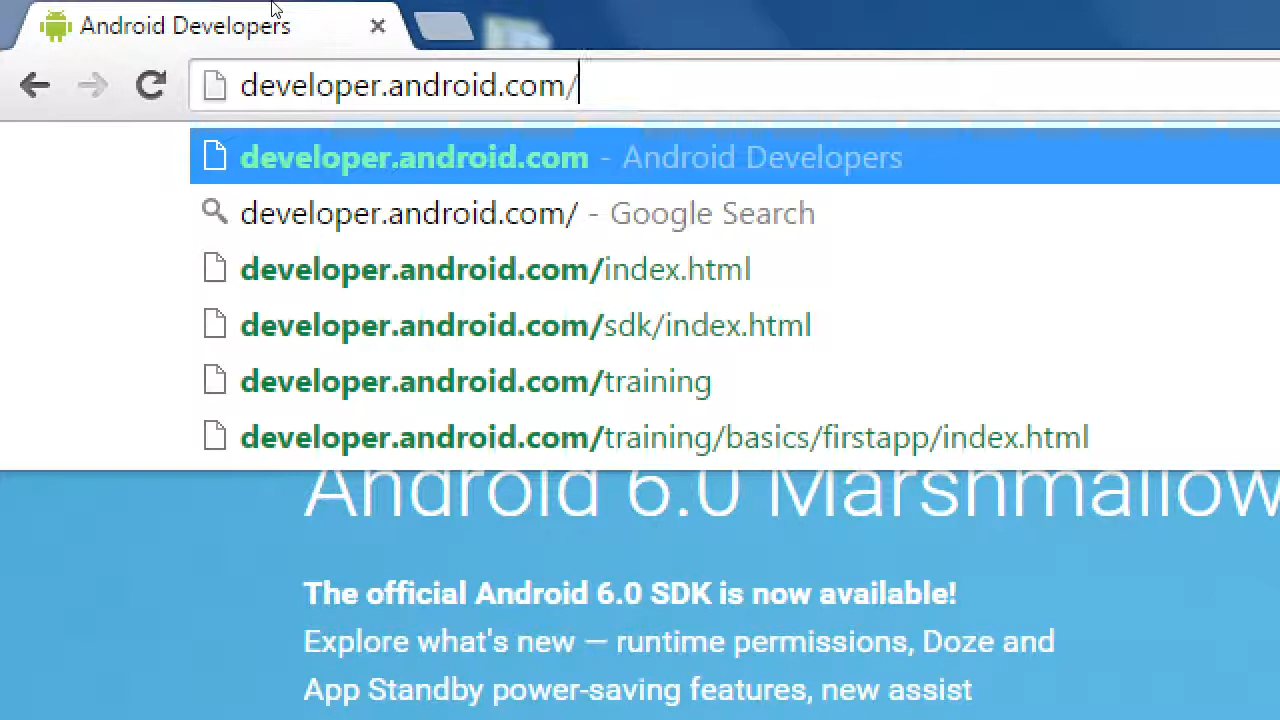 Android Developers
developer.android.com/
developer.android.com - Android Developers
developer.android.com/ - Google Search
developer.android.com/index.html
developer.android.com/sdk/index.html
developer.android.com/training
developer.android.com/training/basics/firstapp/index.html
Android 6.0 Marshmallow
The official Android 6.0 SDK is now available!
Explore what's new — runtime permissions, Doze and
App Standby power-saving features, new assist